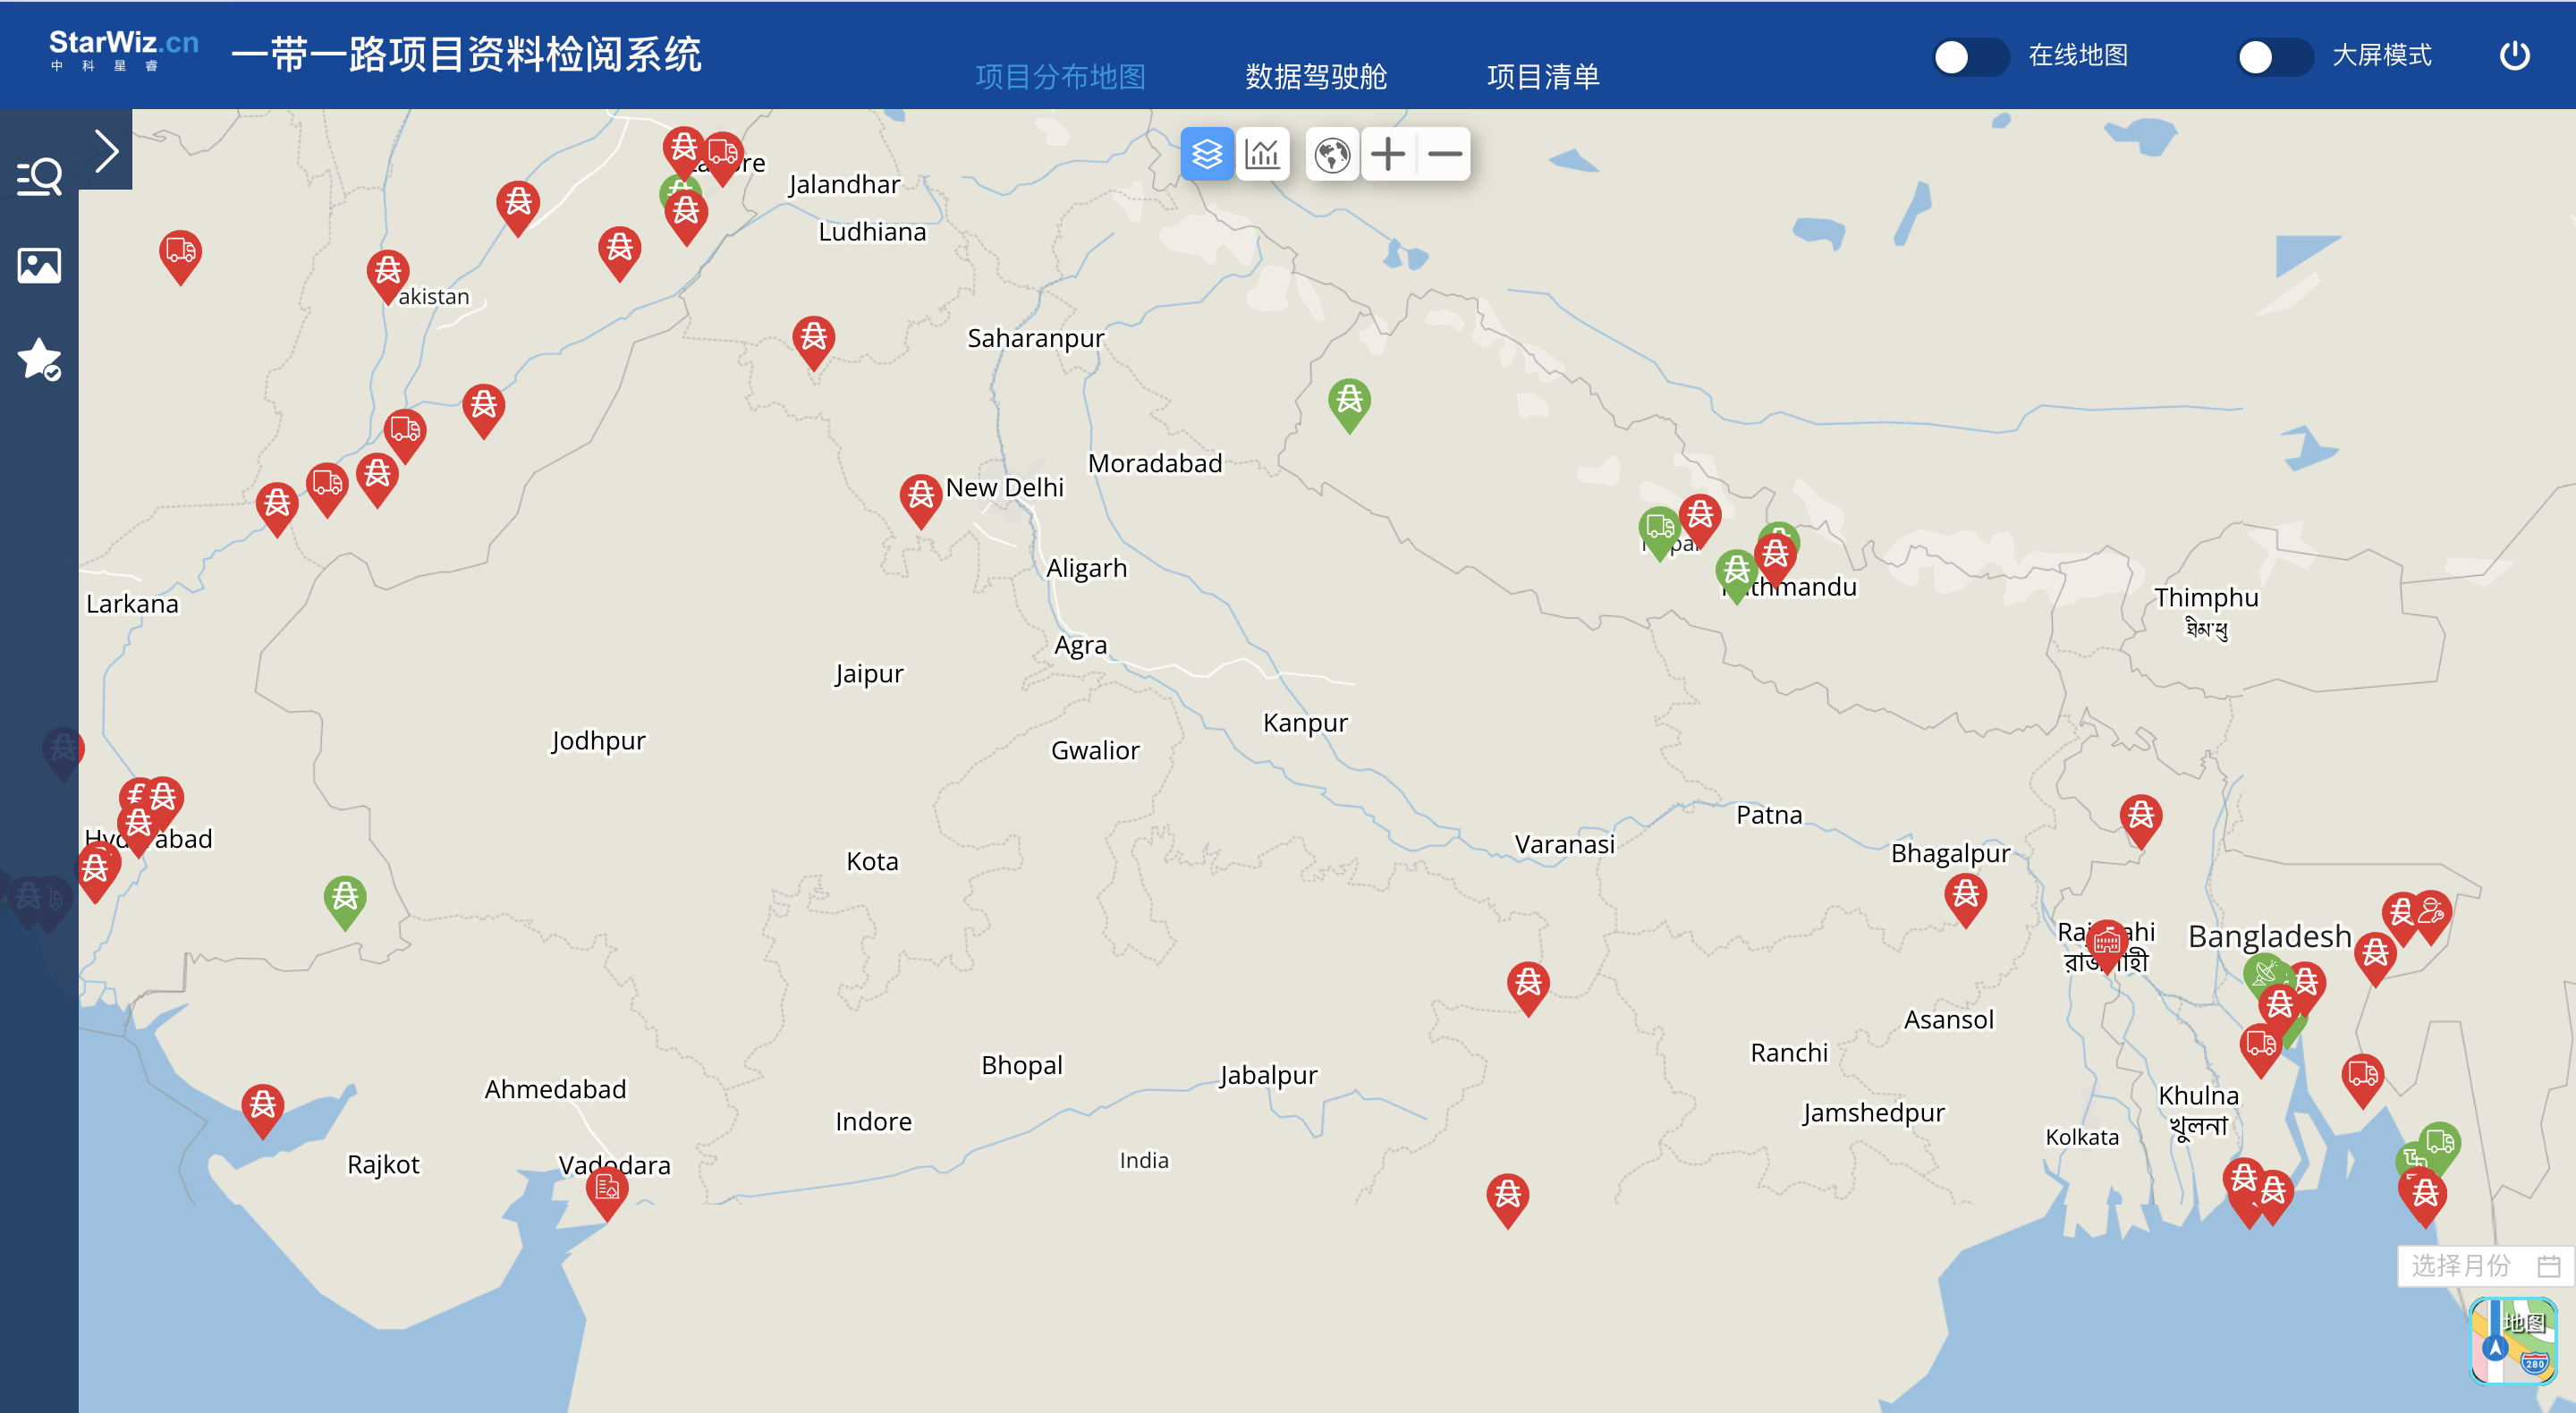 StarWiz.cn
中科星睿
一带一路项目资料检阅系统
项目分布地图
数据驾驶舱
项目清单
在线地图
大屏模式
Jalandhar
Ludhiana
akistan
Saharanpur
Moradabad
New Delhi
Aligarh
Larkana
Agra
Jaipur
Kanpur
Jodhpur
Gwalior
thmandu
Thimphu
ཐིམ་ཕུ
Patna
Varanasi
Bhagalpur
Kota
Bangladesh
Asansol
Ranchi
Bhopal
Jabalpur
Ahmedabad
Indore
Jamshedpur
Khulna
খুলনা
Kolkata
India
Rajkot
Vadodara
选择月份
地图
280